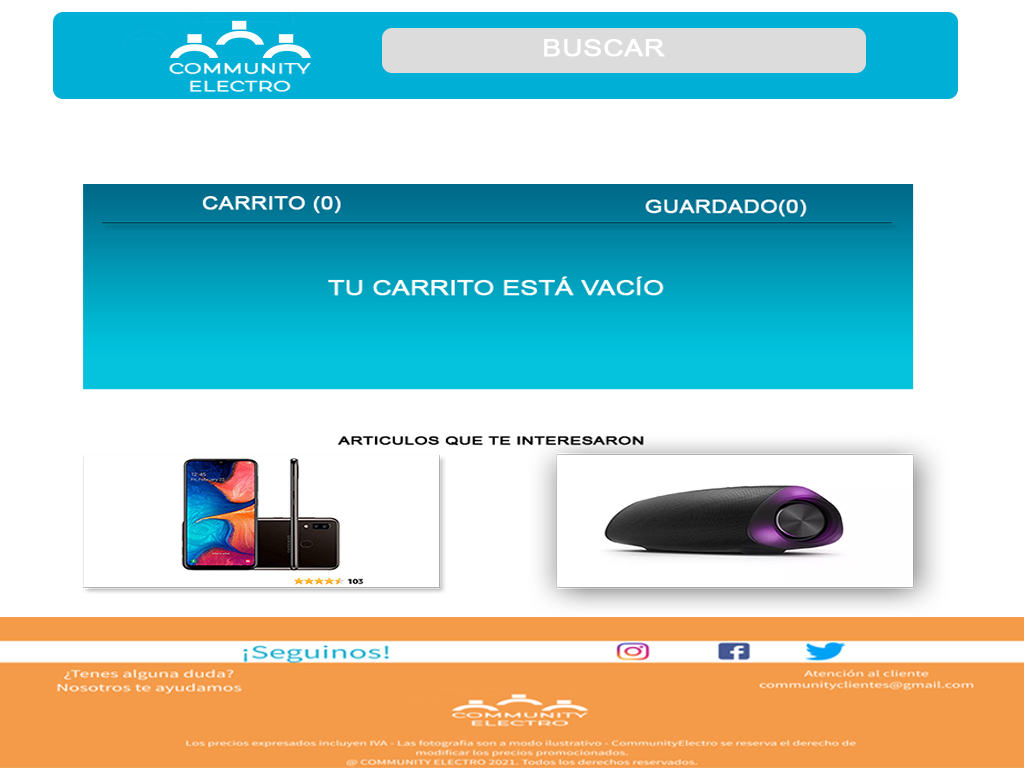 COMMUNITY
ELECTRO
BUSCAR
CARRITO (0)
GUARDADO(0)
TU CARRITO ESTÁ VACÍO
ARTICULOS QUE TE INTERESARON
12:45
103
¡Seguinos!
¿Tenes alguna duda?
Nosotros te ayudamos
Atención al cliente
communityclientes@gmail.com
COMMUNITY
ELECTRO
Los precios expresados incluyen IVA - Las fotografia son a modo ilustrativo - CommunityElectro se reserva el derecho de
modificar los precios promocionados.
@ COMMUNITY ELECTRO 2021. Todos los derechos reservados.